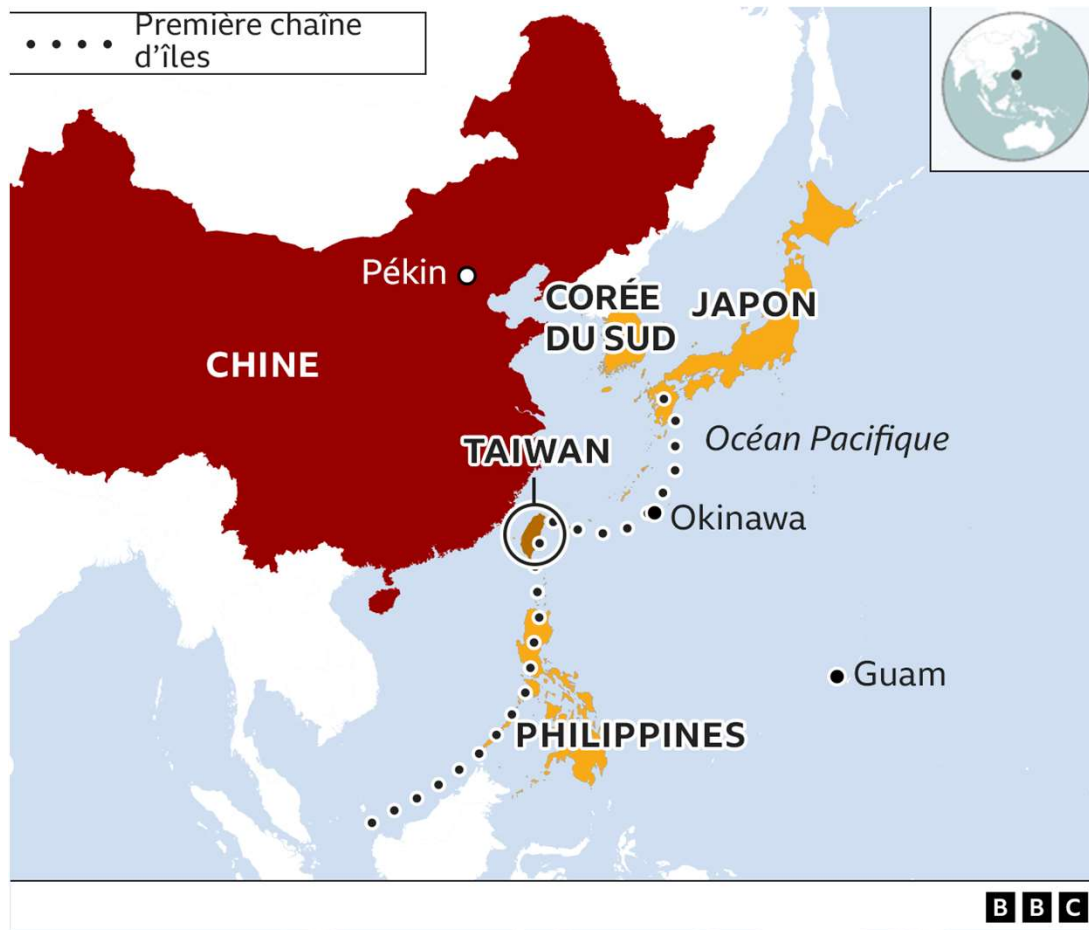 Première chaîne
d'îles
Pékin
CORÉE
DU SUD
JAPON
CHINE
TAIWAN
Océan Pacifique
Okinawa
Guam
PHILIPPINES
BBC